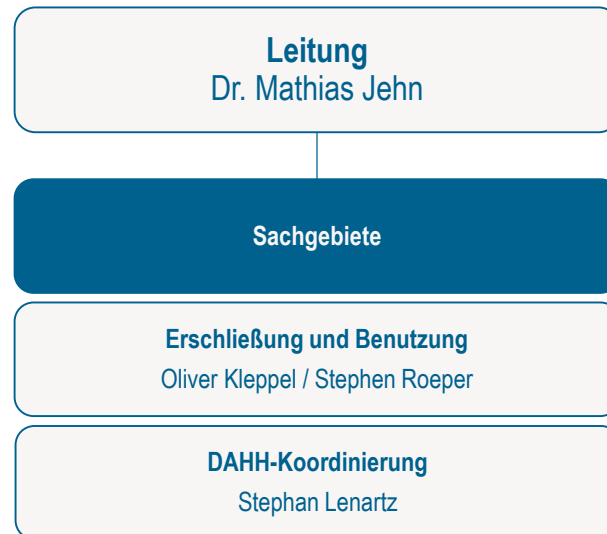 Leitung
Dr. Mathias Jehn
Sachgebiete
Erschließung und Benutzung
Oliver Kleppel / Stephen Roeper
DAHH-Koordinierung
Stephan Lenartz